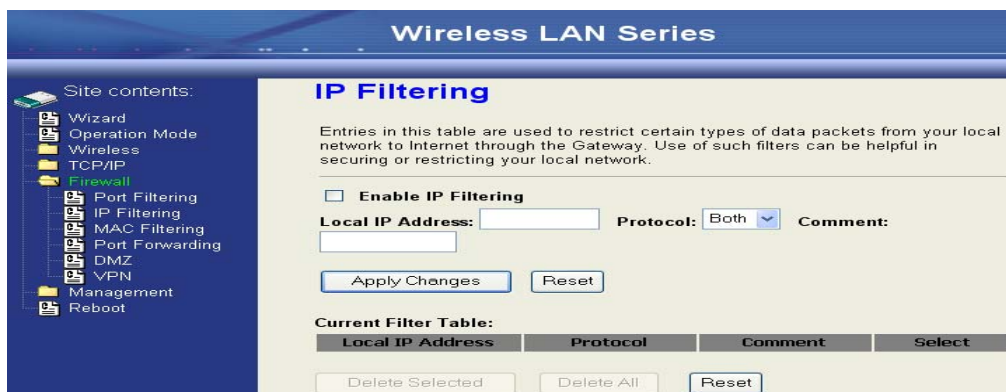 Wireless LAN Series
Site contents:
Wizard
Operation Mode
Wireless
TCP/IP
Firewall
Port Filtering
IP Filtering
MAC Filtering
Port Forwarding
DMZ
VPN
Management
Reboot
IP Filtering
Entries in this table are used to restrict certain types of data packets from your local
network to Internet through the Gateway. Use of such filters can be helpful in
securing or restricting your local network.
Enable IP Filtering
Local IP Address: Protocol: Both Comment:
Apply Changes Reset
Current Filter Table:
Local IP Address Protocol Comment Select
Delete Selected Delete All Reset